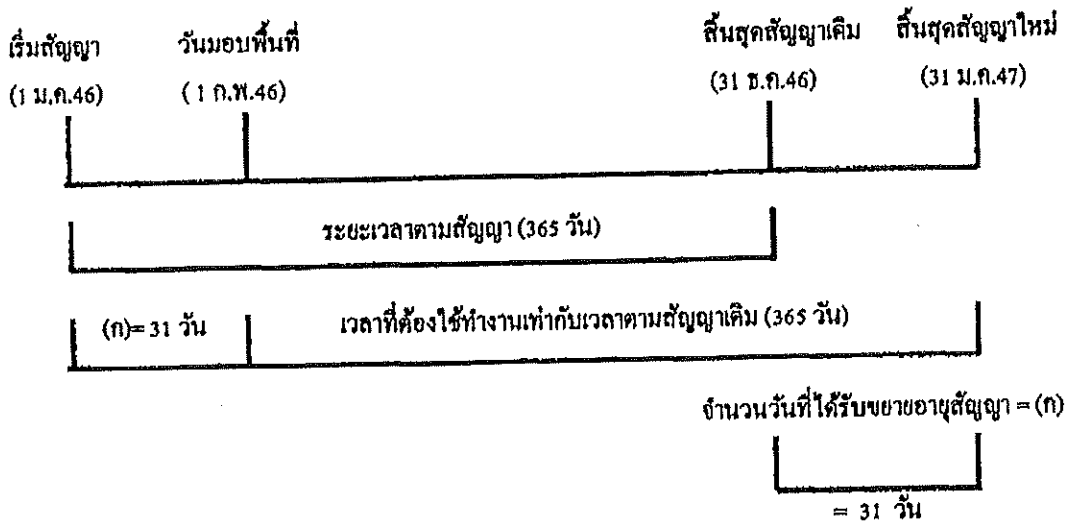 เริ่มสัญญา วันมอบพื้นที่ สิ้นสุดสัญญาเดิม สิ้นสุดสัญญาใหม่
(1 ม.ค.46) ( 1 ก.พ.46) (31 ธ.ค.46) (31 ม.ค.47)
ระยะเวลาตามสัญญา (365 วัน)
(ก)= 31 วัน เวลาที่ต้องใช้ทำงานเท่ากับเวลาตามสัญญาเดิม (365 วัน)
จำนวนวันที่ได้รับขยายอายุสัญญา = (ก)
= 31 วัน